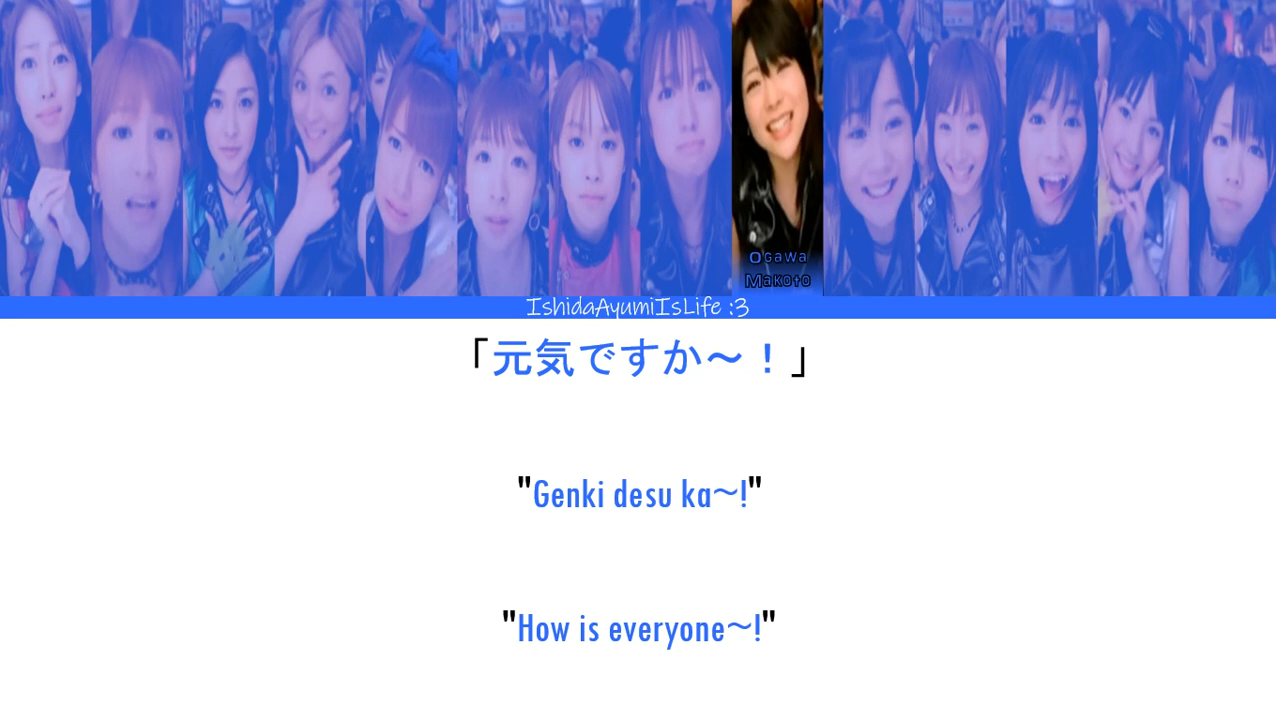 Ogawa
Makoto
IshidaAyumiIsLife :3
「元気ですか～！」
"Genki desu ka~!"
"How is everyone~!"